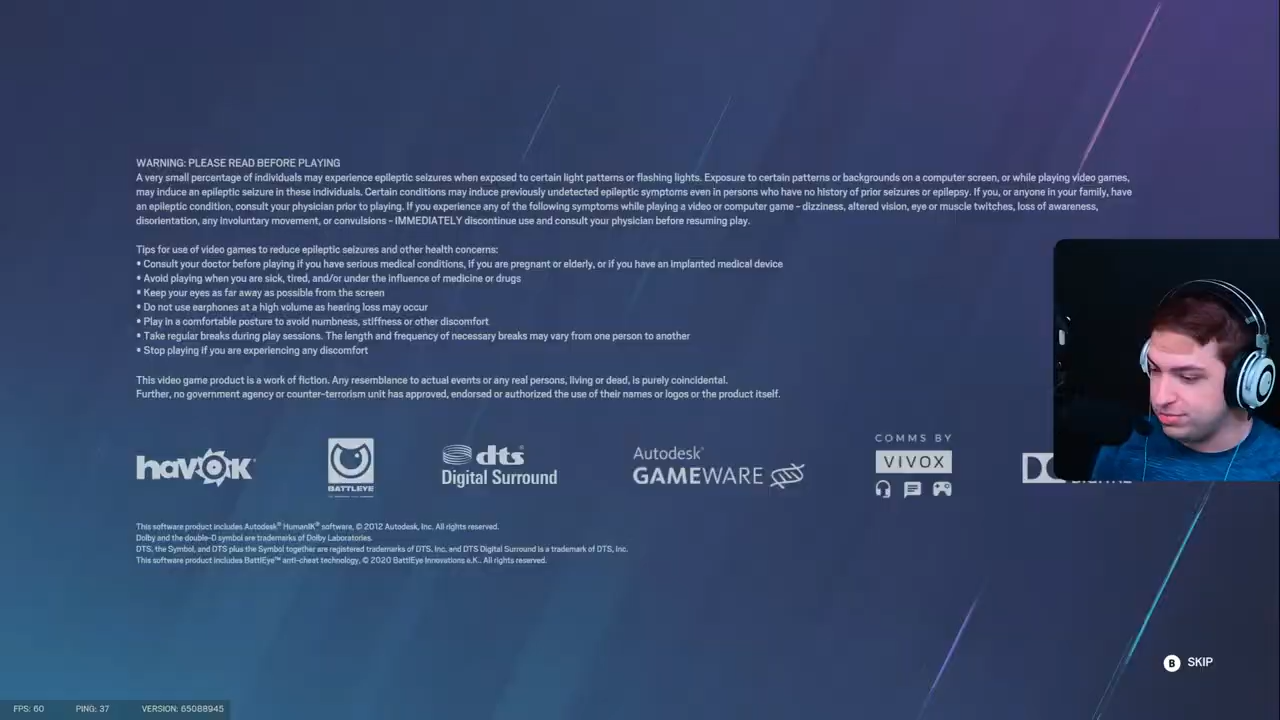 WARNING: PLEASE READ BEFORE PLAYING
A very small percentage of individuals may experience epileptic seizures when exposed to certain light patterns or flashing lights. Exposure to certain patterns or backgrounds on a computer screen, or while playing video games,
may induce an epileptic seizure in these individuals. Certain conditions may induce previously undetected epileptic symptoms even in persons who have no history of prior seizures or epilepsy. If you, or anyone in your family, have
an epileptic condition, consult your physician prior to playing. If you experience any of the following symptoms while playing a video or computer game - dizziness, altered vision, eye or muscle twitches, loss of awareness,
disorientation, any involuntary movement, or convulsions - IMMEDIATELY discontinue use and consult your physician before resuming play.
Tips for use of video games to reduce epileptic seizures and other health concerns:
• Consult your doctor before playing if you have serious medical conditions, if you are pregnant or elderly, or if you have an implanted medical device
• Avoid playing when you are sick, tired, and/or under the influence of medicine or drugs
• Keep your eyes as far away as possible from the screen
• Do not use earphones at a high volume as hearing loss may occur
• Play in a comfortable posture to avoid numbness, stiffness or other discomfort
• Take regular breaks during play sessions. The length and frequency of necessary breaks may vary from one person to another
• Stop playing if you are experiencing any discomfort
This video game product is a work of fiction. Any resemblance to actual events or any real persons, living or dead, is purely coincidental.
Further, no government agency or counter-terrorism unit has approved, endorsed or authorized the use of their names or logos or the product itself.
havok
BATTLEYE
dts
Digital Surround
Autodesk®
GAMEWARE
COMMS BY
VIVOX
This software product includes Autodesk® HumanIK® software, © 2012 Autodesk, Inc. All rights reserved.
Dolby and the double-D symbol are trademarks of Dolby Laboratories.
DTS, the Symbol, and DTS plus the Symbol together are registered trademarks of DTS, Inc. and DTS Digital Surround is a trademark of DTS, Inc.
This software product includes BattlEye™ anti-cheat technology, © 2020 BattlEye Innovations e.K.. All rights reserved.
B SKIP
FPS: 60 PING: 37 VERSION: 65088945